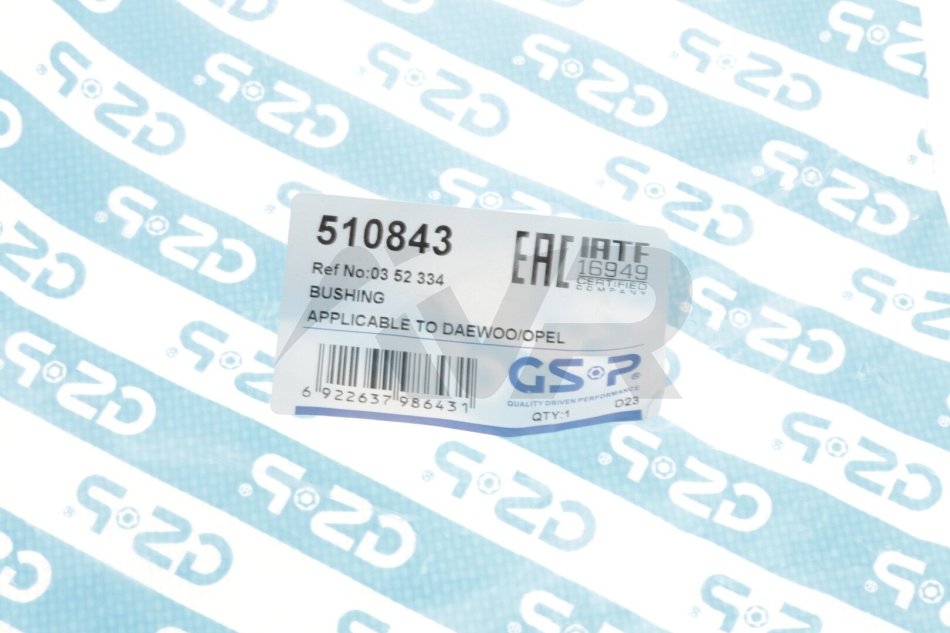 510843
Ref No:03 52 334
BUSHING
APPLICABLE TO DAEWOO/OPEL
6 922637 986431
EAC
IATF
16949
CERTIFIED
COMPANY
GSP®
QUALITY DRIVEN PERFORMANCE
QTY:1
D23
AVR